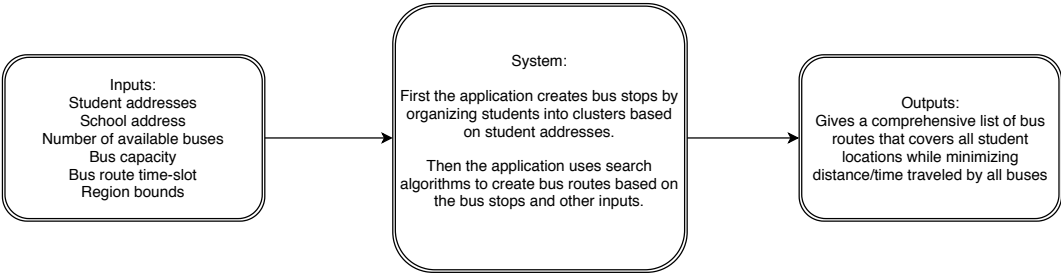 Inputs:
Student addresses
School address
Number of available buses
Bus capacity
Bus route time-slot
Region bounds
System:
First the application creates bus stops by
organizing students into clusters based
on student addresses.
Then the application uses search
algorithms to create bus routes based on
the bus stops and other inputs.
Outputs:
Gives a comprehensive list of bus
routes that covers all student
locations while minimizing
distance/time traveled by all buses